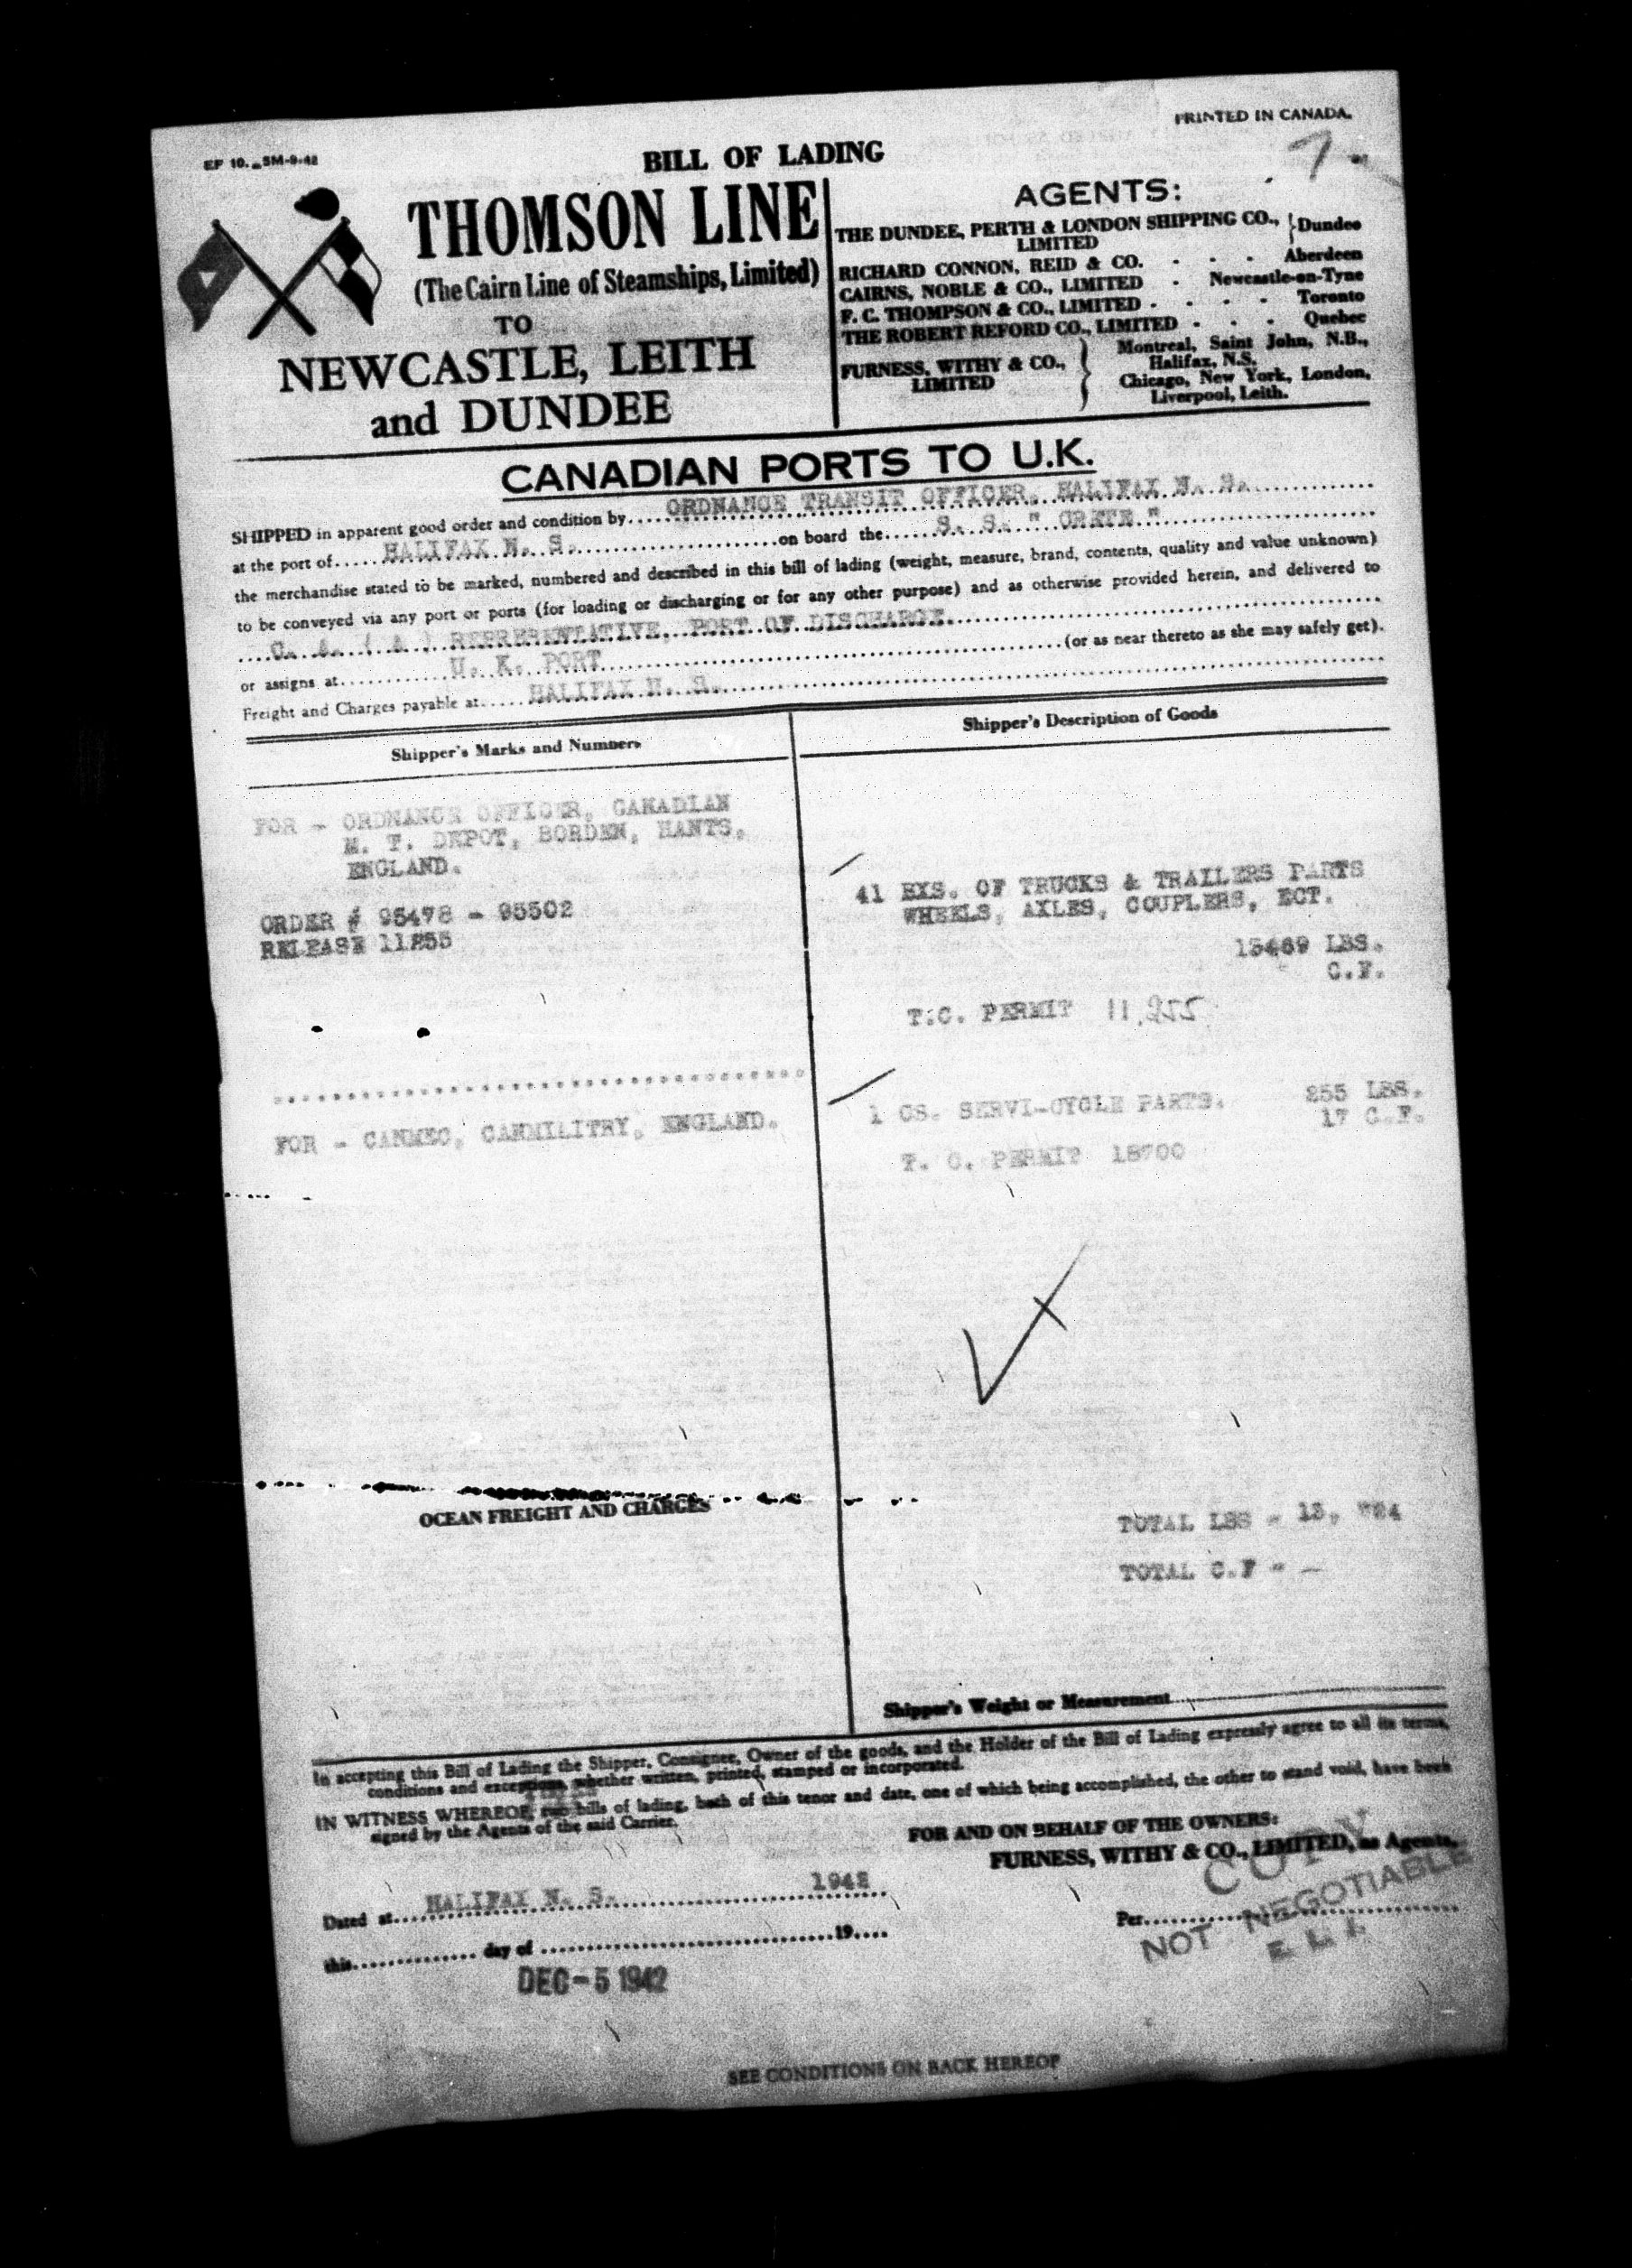 PRINTED IN CANADA.
EF 10. 5M-9-42
7
BILL OF LADING
THOMSON LINE
(The Cairn Line of Steamships, Limited)
TO
NEWCASTLE, LEITH
and DUNDEE
AGENTS:
THE DUNDEE, PERTH & LONDON SHIPPING CO., LIMITED } Dundee
RICHARD CONNON, REID & CO. - - - Aberdeen
CAIRNS, NOBLE & CO., LIMITED - Newcastle-on-Tyne
F. C. THOMPSON & CO., LIMITED - - - - Toronto
THE ROBERT REFORD CO., LIMITED - - - Quebec
FURNESS, WITHY & CO., LIMITED } Montreal, Saint John, N.B.,
Halifax, N.S.
Chicago, New York, London,
Liverpool, Leith.
CANADIAN PORTS TO U.K.
SHIPPED in apparent good order and condition by ORDNANCE TRANSIT OFFICER, HALIFAX N. S.
at the port of HALIFAX N. S. on board the S. S. " CRETE "
the merchandise stated to be marked, numbered and described in this bill of lading (weight, measure, brand, contents, quality and value unknown)
to be conveyed via any port or ports (for loading or discharging or for any other purpose) and as otherwise provided herein, and delivered to
C. A. ( A ) REPRESENTATIVE, PORT OF DISCHARGE.
or assigns at U. K. PORT (or as near thereto as she may safely get).
Freight and Charges payable at HALIFAX N. S.
Shipper's Marks and Numbers
Shipper's Description of Goods
FOR - ORDNANCE OFFICER, CANADIAN
M. T. DEPOT, BORDEN, HANTS,
ENGLAND.
ORDER # 95478 - 95502
RELEASE 11255
41 BXS. OF TRUCKS & TRAILERS PARTS
WHEELS, AXLES, COUPLERS, ECT.
13469 LBS.
C.F.
T.C. PERMIT 11,255
FOR - CANMEC, CANMILITRY, ENGLAND.
1 CS. SERVI-CYCLE PARTS. 255 LBS.
17 C.F.
T. C. PERMIT 18700
OCEAN FREIGHT AND CHARGES
TOTAL LBS - 13, 724
TOTAL C.F - -
Shipper's Weight or Measurement
In accepting this Bill of Lading the Shipper, Consignee, Owner of the goods, and the Holder of the Bill of Lading expressly agree to all its terms,
conditions and exceptions, whether written, printed, stamped or incorporated.
IN WITNESS WHEREOF, bills of lading, both of this tenor and date, one of which being accomplished, the other to stand void, have been
signed by the Agents of the said Carrier.
FOR AND ON BEHALF OF THE OWNERS:
FURNESS, WITHY & CO., LIMITED, as Agents.
COPY
NOT NEGOTIABLE
Dated at HALIFAX N. S. 1942
Per
this day of 19
DEC - 5 1942
SEE CONDITIONS ON BACK HEREOF